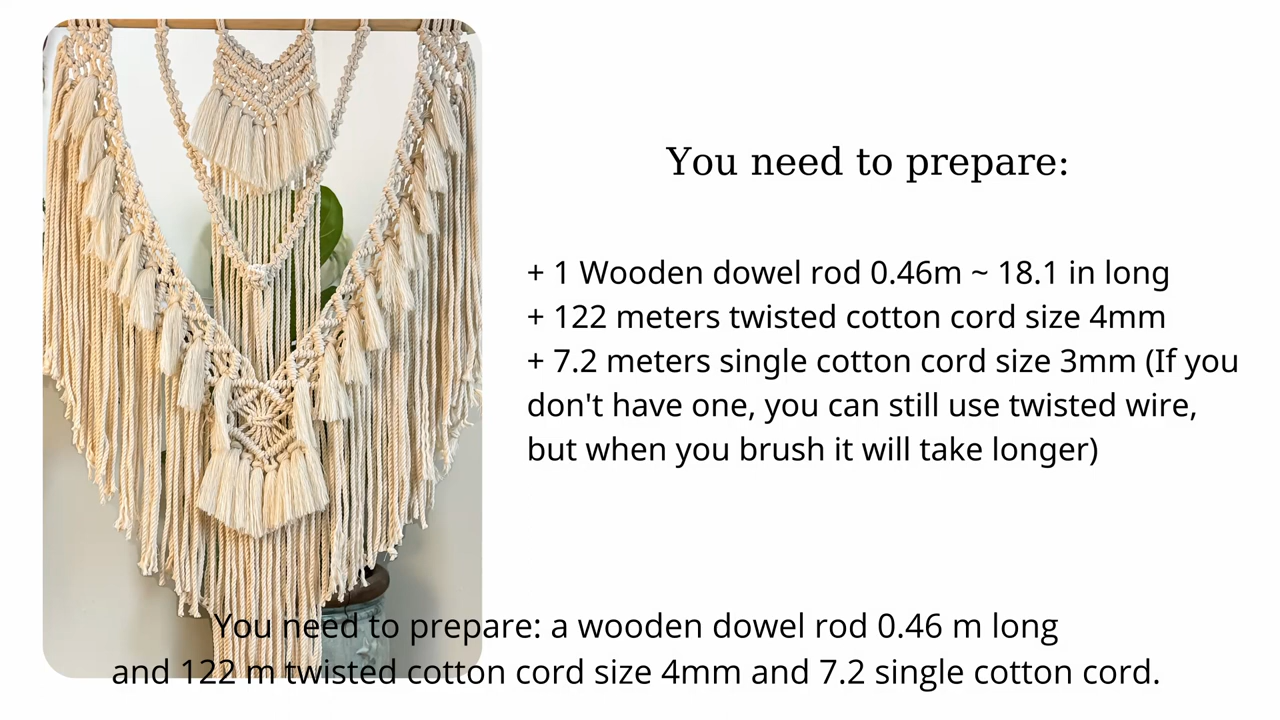 You need to prepare:
+ 1 Wooden dowel rod 0.46m ~ 18.1 in long
+ 122 meters twisted cotton cord size 4mm
+ 7.2 meters single cotton cord size 3mm (If you
don't have one, you can still use twisted wire,
but when you brush it will take longer)
You need to prepare: a wooden dowel rod 0.46 m long
and 122 m twisted cotton cord size 4mm and 7.2 single cotton cord.